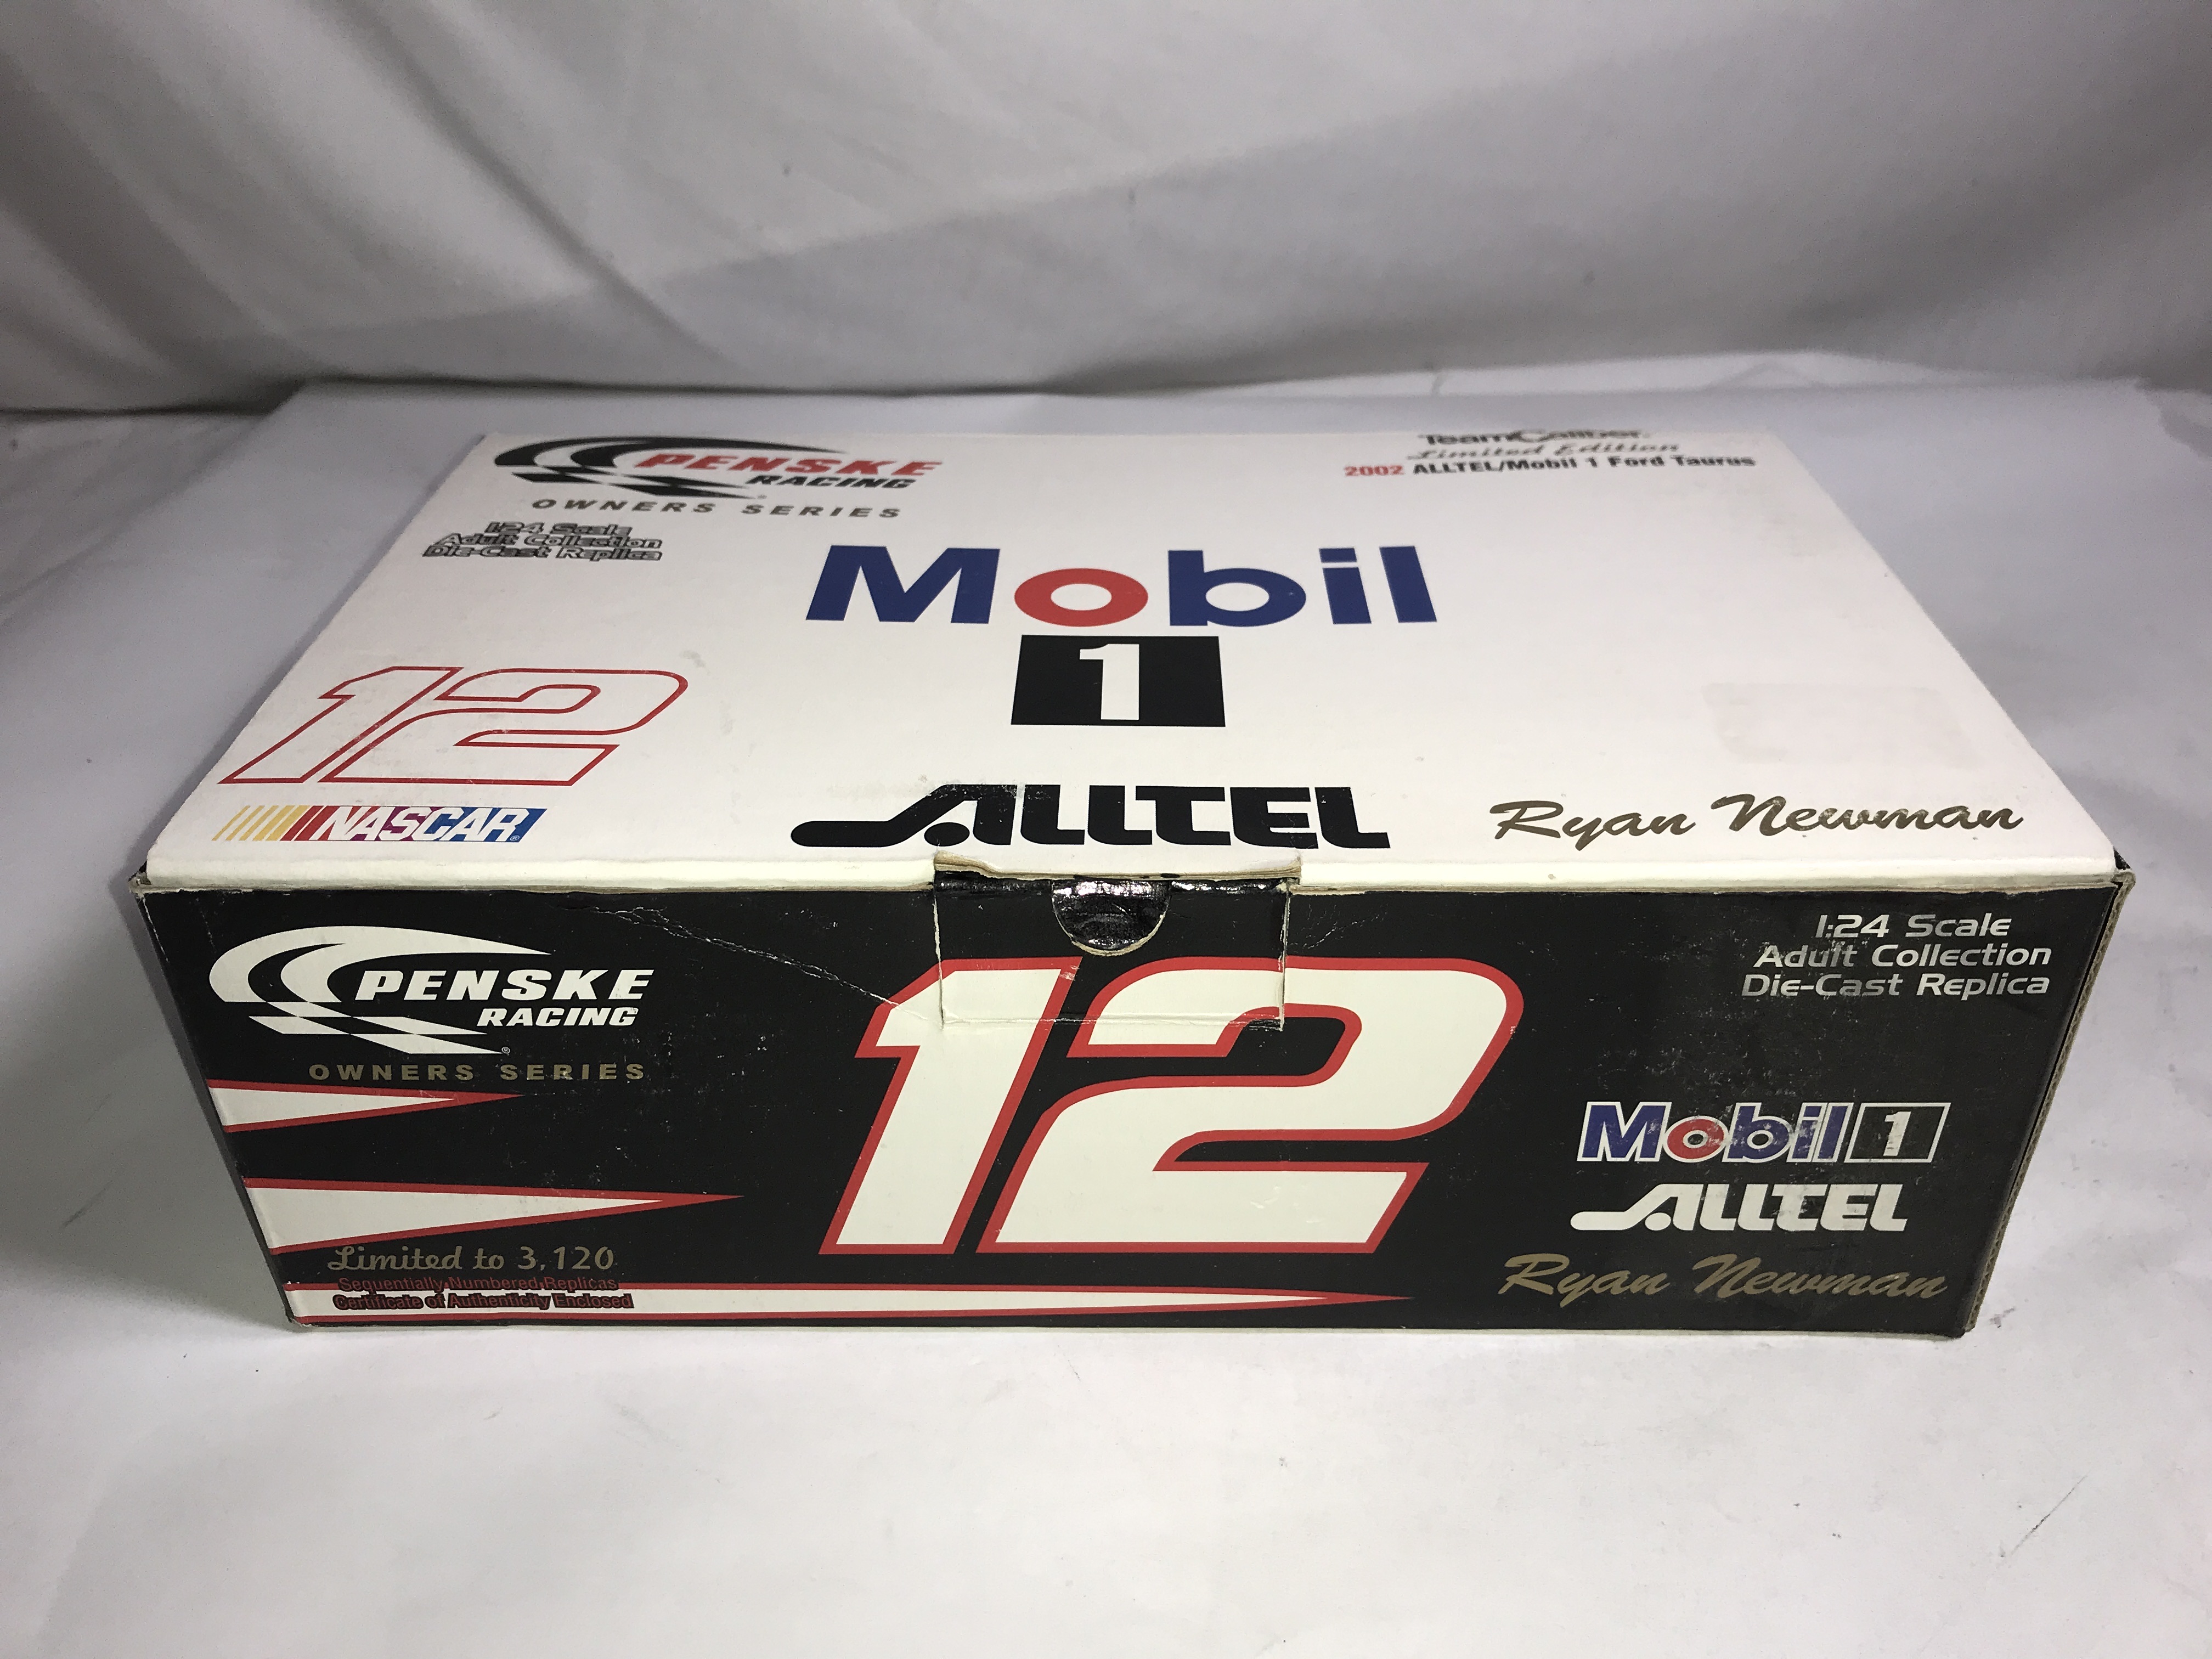 PENSKE
RACING
OWNERS SERIES
1:24 Scale
Adult Collection
Die-Cast Replica
Team Caliber
Limited Edition
2002 ALLTEL/Mobil 1 Ford Taurus
Mobil
1
12
NASCAR
ALLTEL
Ryan Newman
PENSKE
RACING
OWNERS SERIES
12
1:24 Scale
Adult Collection
Die-Cast Replica
Mobil 1
ALLTEL
Ryan Newman
Limited to 3,120
Sequentially Numbered Replicas
Certificate of Authenticity Enclosed